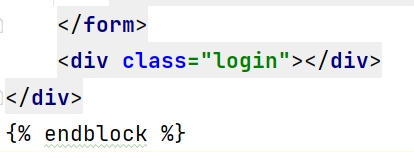 </form>
<div class="login"></div>
</div>
{% endblock %}